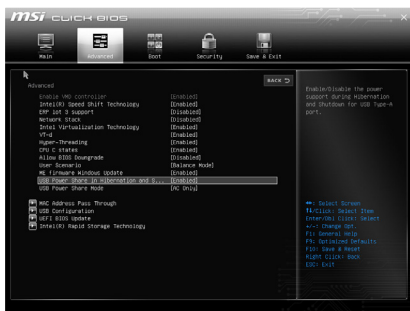 msi CLICK BIOS
×
Main
Advanced
Boot
Security
Save & Exit
BACK
Advanced
Enable VMD controller [Enabled]
Intel(R) Speed Shift Technology [Enabled]
ERP Lot 3 support [Disabled]
Network Stack [Disabled]
Intel Virtualization Technology [Enabled]
VT-d [Enabled]
Hyper-Threading [Enabled]
CPU C states [Enabled]
Allow BIOS Downgrade [Disabled]
User Scenario [Balance Mode]
ME Firmware Windows Update [Enabled]
USB Power Share in Hibernation and S... [Enabled]
USB Power Share Mode [AC Only]
MAC Address Pass Through
USB Configuration
UEFI BIOS Update
Intel(R) Rapid Storage Technology
Enable/Disable the power
support during Hibernation
and Shutdown for USB Type-A
port.
↔: Select Screen
↑↓/Click: Select Item
Enter/Dbl Click: Select
+/-: Change Opt.
F1: General Help
F9: Optimized Defaults
F10: Save & Reset
Right Click: Back
ESC: Exit